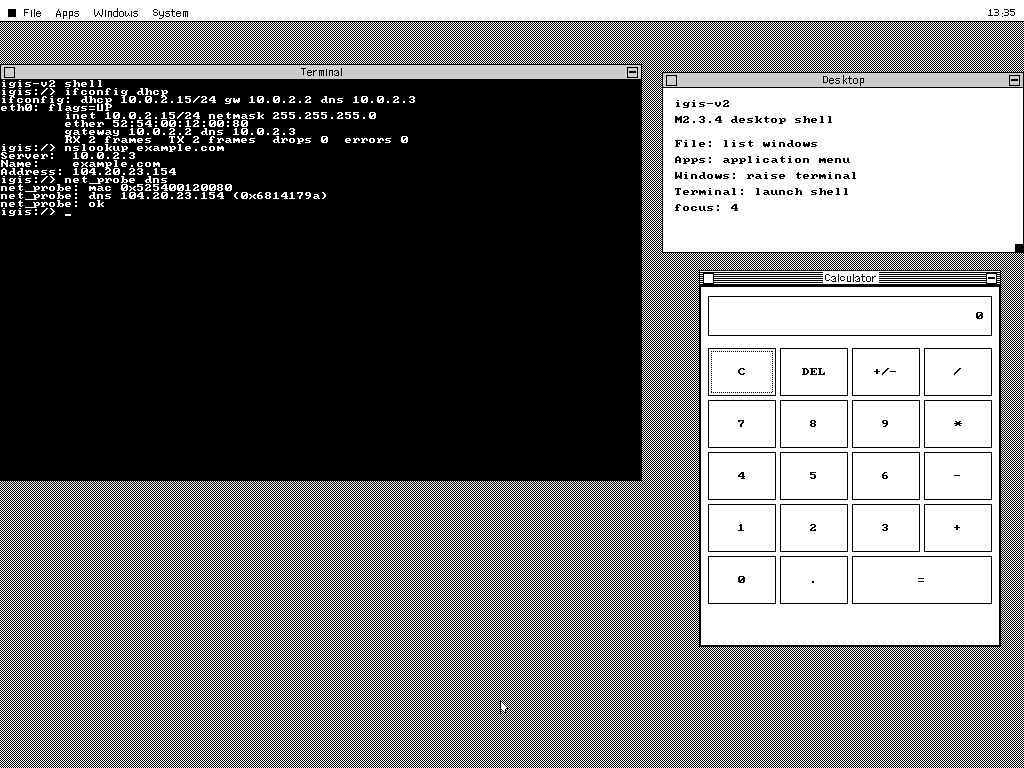 File Apps Windows System 13:35
Terminal
igis-v2 shell
igis:/> ifconfig dhcp
ifconfig: dhcp 10.0.2.15/24 gw 10.0.2.2 dns 10.0.2.3
eth0: flags=UP
inet 10.0.2.15/24 netmask 255.255.255.0
ether 52:54:00:12:00:80
gateway 10.0.2.2 dns 10.0.2.3
RX 2 frames TX 2 frames drops 0 errors 0
igis:/> nslookup example.com
Server: 10.0.2.3
Name: example.com
Address: 104.20.23.154
igis:/> net_probe dns
net_probe: mac 0x525400120080
net_probe: dns 104.20.23.154 (0x6814179a)
net_probe: ok
igis:/> _
Desktop
igis-v2
M2.3.4 desktop shell
File: list windows
Apps: application menu
Windows: raise terminal
Terminal: launch shell
focus: 4
Calculator
0
C DEL +/- /
7 8 9 *
4 5 6 -
1 2 3 +
0 . =